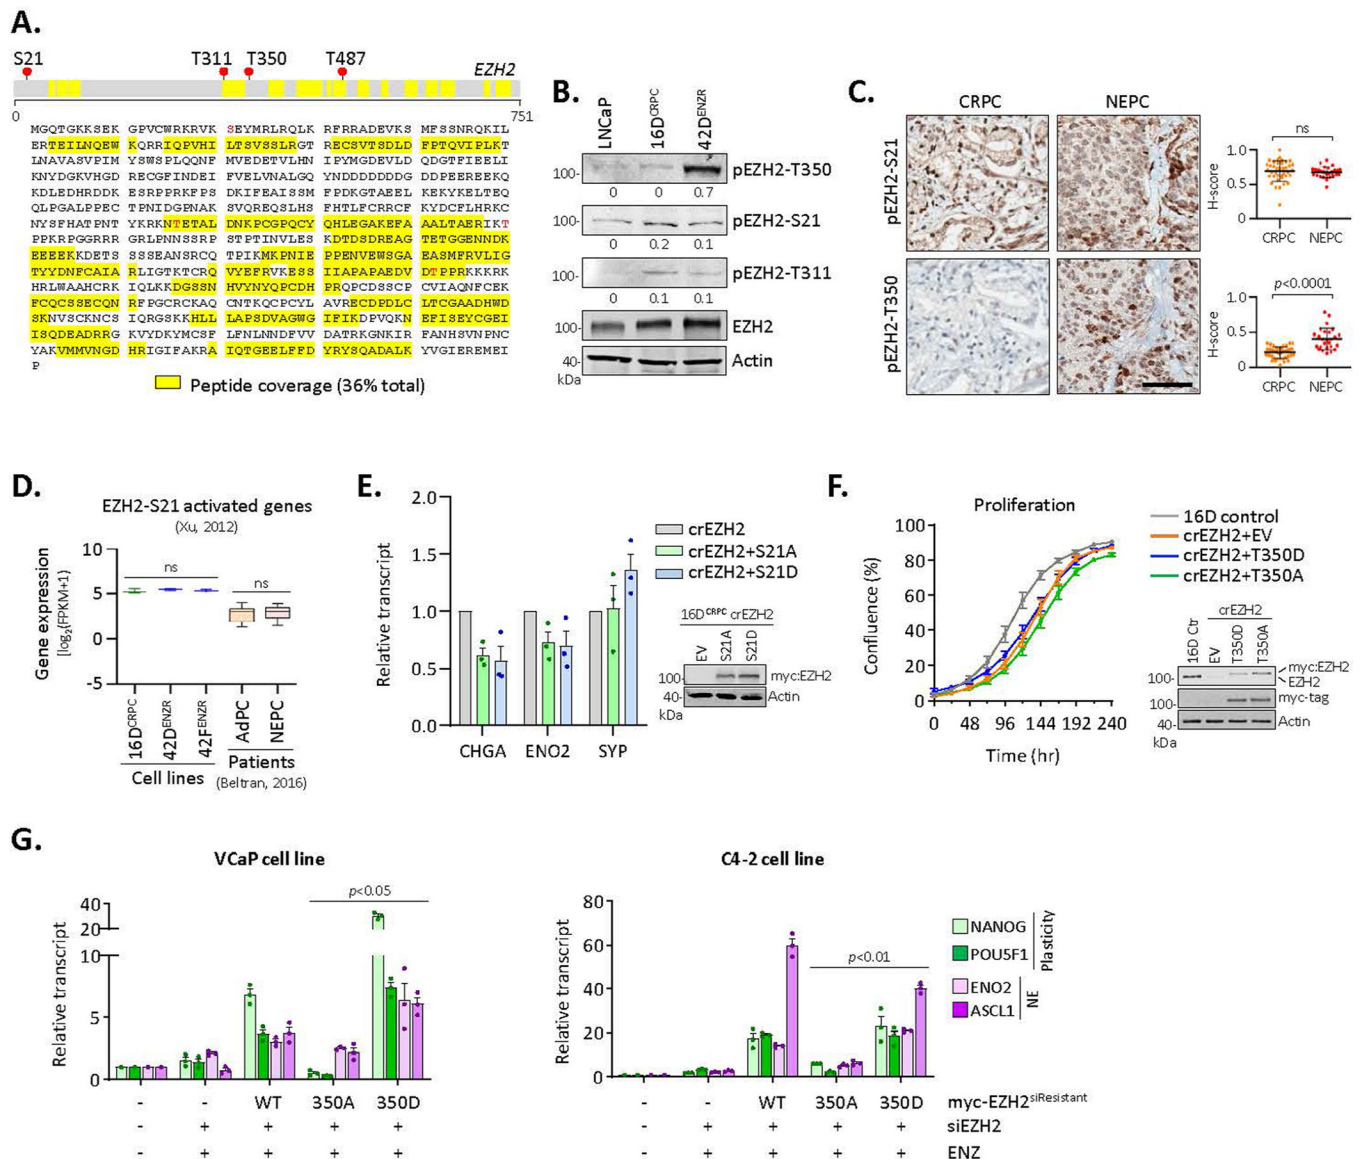 A.
S21 T311 T350 T487 EZH2
0 751
MGQTGKKSEK GPVCWRKRVK SEYMRLRQLK RFRRADEVKS MFSSNRQKIL
ERTEILNQEW KQRRIQPVHI LTSVSSLRGT RECSVTSDLD FPTQVIPLKT
LNAVASVPIM YSWSPLQQNF MVEDETVLHN IPYMGDEVLD QDGTFIEELI
KNYDGKVHGD RECGFINDEI FVELVNALGQ YNDDDDDDDG DDPEEREEKQ
KDLEDHRDDK ESRPPRKFPS DKIFEAISSM FPDKGTAEEL KEKYKELTEQ
QLPGALPPEC TPNIDGPNAK SVQREQSLHS FHTLFCRRCF KYDCFLHRKC
NYSFHATPNT YKRKNTETAL DNKPCGPQCY QHLEGAKEFA AALTAERIKT
PPKRPGGRRR GRLPNNSSRP STPTINVLES KDTDSDREAG TETGGENNDK
EEEEKKDETS SSSEANSRCQ TPIKMKPNIE PPENVEWSGA EASMFRVLIG
TYYDNFCAIA RLIGTKTCRQ VYEFRVKESS IIAPAPAEDV DTPPRKKKRK
HRLWAAHCRK IQLKKDGSSN HVYNYQPCDH PRQPCDSSCP CVIAQNFCEK
FCQCSSECQN RFPGCRCKAQ CNTKQCPCYL AVRECDPDLC LTCGAADHWD
SKNVSCKNCS IQRGSKKHLL LAPSDVAGWG IFIKDPVQKN EFISEYCGEI
ISQDEADRRG KVYDKYMCSF LFNLNNDFVV DATRKGNKIR FANHSVNPNC
YAKVMMVNGD HRIGIFAKRA IQTGEELFFD YRYSQADALK YVGIEREMEI
P
Peptide coverage (36% total)
B.
LNCaP 16DCRPC 42DENZR
100- pEZH2-T350
0 0 0.7
100- pEZH2-S21
0 0.2 0.1
100- pEZH2-T311
0 0.1 0.1
100- EZH2
40- Actin
kDa
C.
CRPC NEPC
pEZH2-S21
pEZH2-T350
ns
H-score
1.0
0.5
0
CRPC NEPC
p<0.0001
H-score
1.0
0.5
0
CRPC NEPC
D.
EZH2-S21 activated genes
(Xu, 2012)
Gene expression
[log2(FPKM+1)
10
5
0
-5
ns ns
16DCRPC 42DENZR 42FENZR AdPC NEPC
Cell lines Patients
(Beltran, 2016)
E.
Relative transcript
2.0
1.5
1.0
0.5
0.0
CHGA ENO2 SYP
crEZH2
crEZH2+S21A
crEZH2+S21D
16DCRPC crEZH2
EV S21A S21D
100- myc:EZH2
40- Actin
kDa
F.
Proliferation
Confluence (%)
100
80
60
40
20
0
0 48 96 144 192 240
Time (hr)
16D control
crEZH2+EV
crEZH2+T350D
crEZH2+T350A
crEZH2
16D Ctr EV T350D T350A
100- myc:EZH2
EZH2
100- myc-tag
40- Actin
kDa
G.
VCaP cell line
Relative transcript
40
20
10
5
0
p<0.05
- - WT 350A 350D
- + + + +
- + + + +
C4-2 cell line
Relative transcript
80
60
40
20
0
p<0.01
- - WT 350A 350D myc-EZH2siResistant
- + + + + siEZH2
- + + + + ENZ
NANOG
POU5F1
Plasticity
ENO2
ASCL1
NE